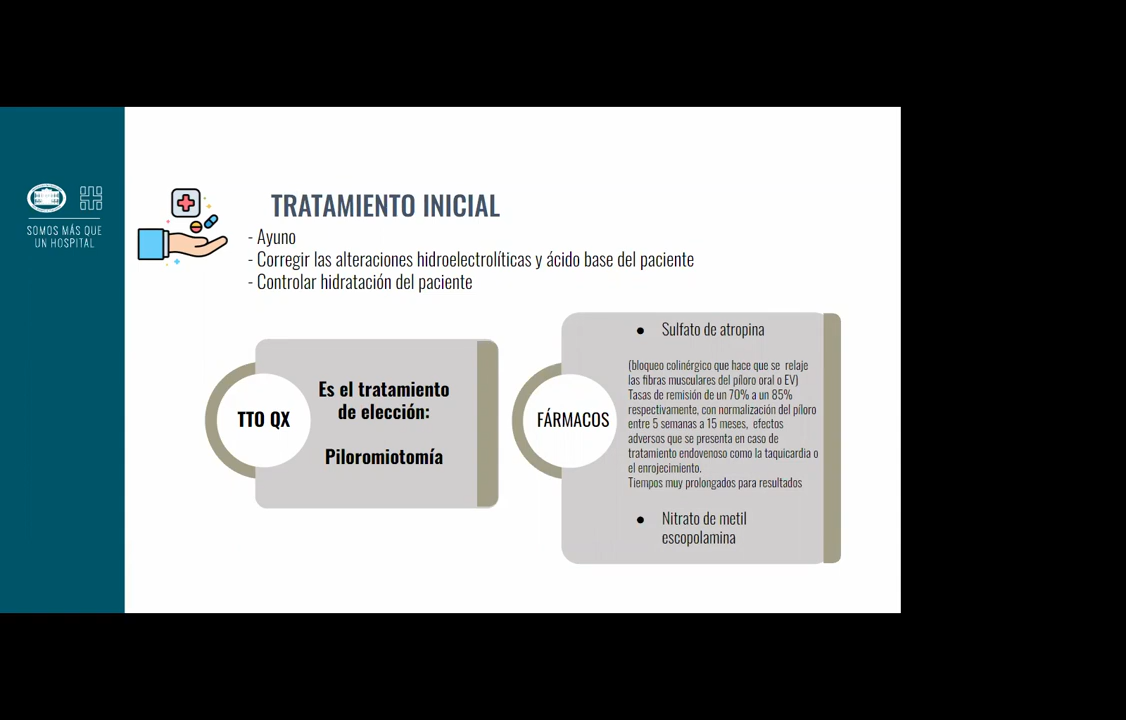 SOMOS MÁS QUE
UN HOSPITAL
TRATAMIENTO INICIAL
- Ayuno
- Corregir las alteraciones hidroelectrolíticas y ácido base del paciente
- Controlar hidratación del paciente
TTO QX
Es el tratamiento
de elección:
Piloromiotomía
FÁRMACOS
● Sulfato de atropina
(bloqueo colinérgico que hace que se relaje
las fibras musculares del píloro oral o EV)
Tasas de remisión de un 70% a un 85%
respectivamente, con normalización del píloro
entre 5 semanas a 15 meses, efectos
adversos que se presenta en caso de
tratamiento endovenoso como la taquicardia o
el enrojecimiento.
Tiempos muy prolongados para resultados
● Nitrato de metil
escopolamina